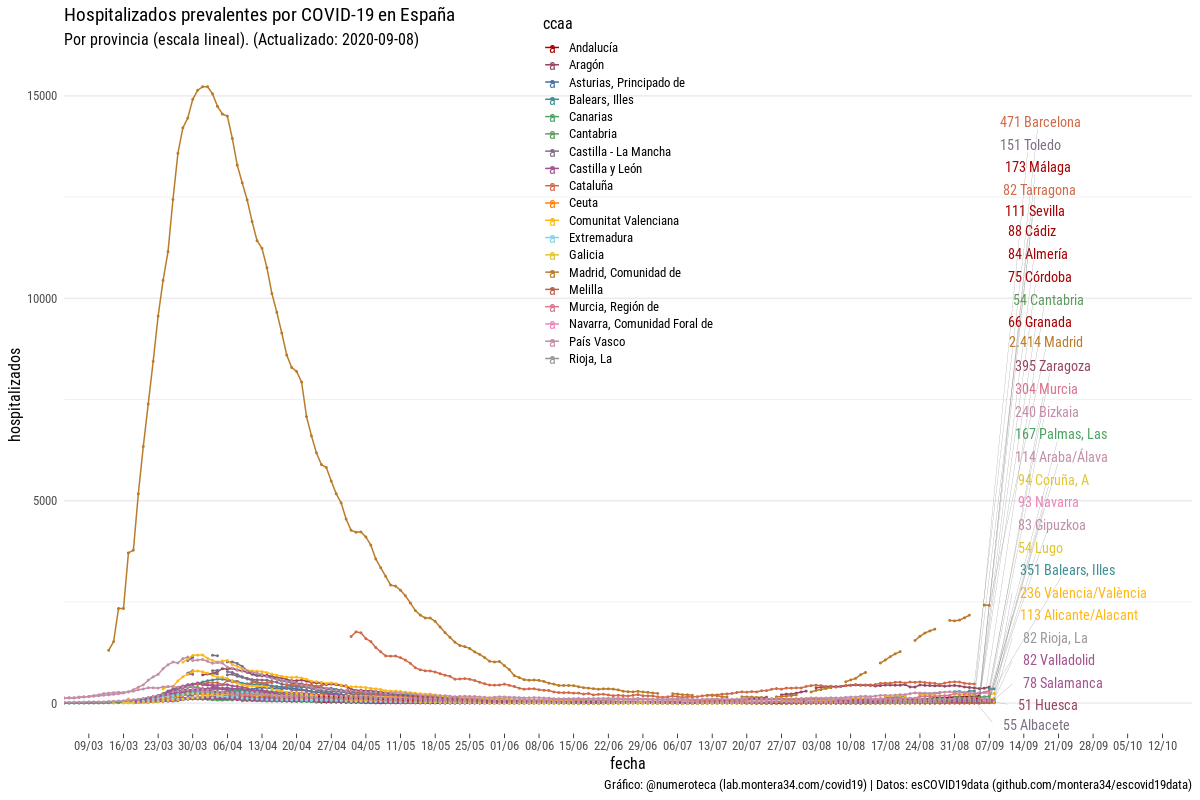 Hospitalizados prevalentes por COVID-19 en España
Por provincia (escala lineal). (Actualizado: 2020-09-08)
ccaa
Andalucía
Aragón
Asturias, Principado de
Balears, Illes
Canarias
Cantabria
Castilla - La Mancha
Castilla y León
Cataluña
Ceuta
Comunitat Valenciana
Extremadura
Galicia
Madrid, Comunidad de
Melilla
Murcia, Región de
Navarra, Comunidad Foral de
País Vasco
Rioja, La
hospitalizados
15000
10000
5000
0
471 Barcelona
151 Toledo
173 Málaga
82 Tarragona
111 Sevilla
88 Cádiz
84 Almería
75 Córdoba
54 Cantabria
66 Granada
2.414 Madrid
395 Zaragoza
304 Murcia
240 Bizkaia
167 Palmas, Las
114 Araba/Álava
94 Coruña, A
93 Navarra
83 Gipuzkoa
54 Lugo
351 Balears, Illes
236 Valencia/València
113 Alicante/Alacant
82 Rioja, La
82 Valladolid
78 Salamanca
51 Huesca
55 Albacete
09/03 16/03 23/03 30/03 06/04 13/04 20/04 27/04 04/05 11/05 18/05 25/05 01/06 08/06 15/06 22/06 29/06 06/07 13/07 20/07 27/07 03/08 10/08 17/08 24/08 31/08 07/09 14/09 21/09 28/09 05/10 12/10
fecha
Gráfico: @numeroteca (lab.montera34.com/covid19) | Datos: esCOVID19data (github.com/montera34/escovid19data)